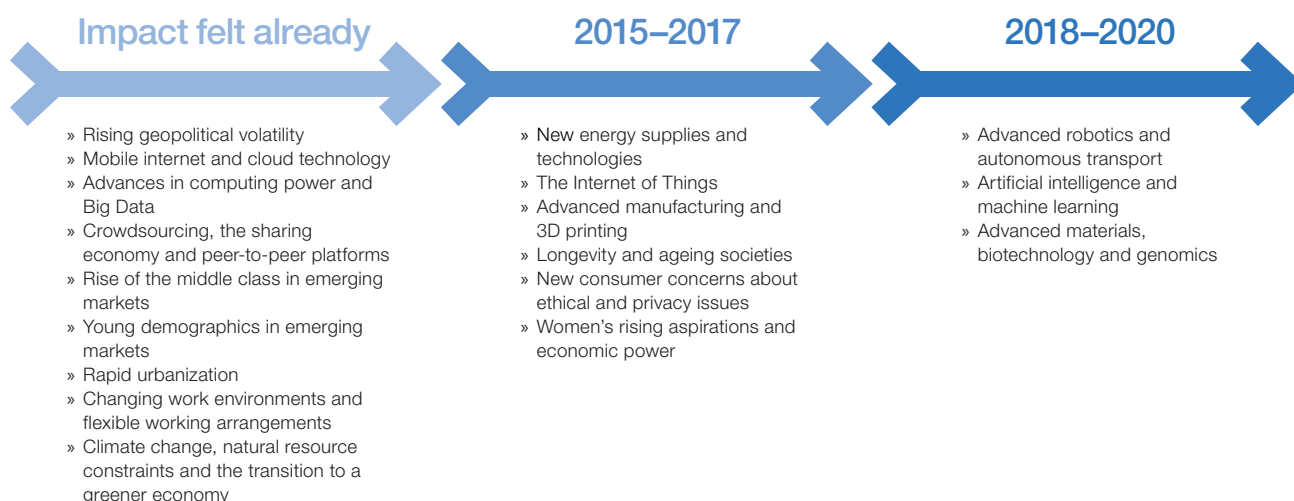 Impact felt already
» Rising geopolitical volatility
» Mobile internet and cloud technology
» Advances in computing power and
Big Data
» Crowdsourcing, the sharing
economy and peer-to-peer platforms
» Rise of the middle class in emerging
markets
» Young demographics in emerging
markets
» Rapid urbanization
» Changing work environments and
flexible working arrangements
» Climate change, natural resource
constraints and the transition to a
greener economy
2015–2017
» New energy supplies and
technologies
» The Internet of Things
» Advanced manufacturing and
3D printing
» Longevity and ageing societies
» New consumer concerns about
ethical and privacy issues
» Women’s rising aspirations and
economic power
2018–2020
» Advanced robotics and
autonomous transport
» Artificial intelligence and
machine learning
» Advanced materials,
biotechnology and genomics